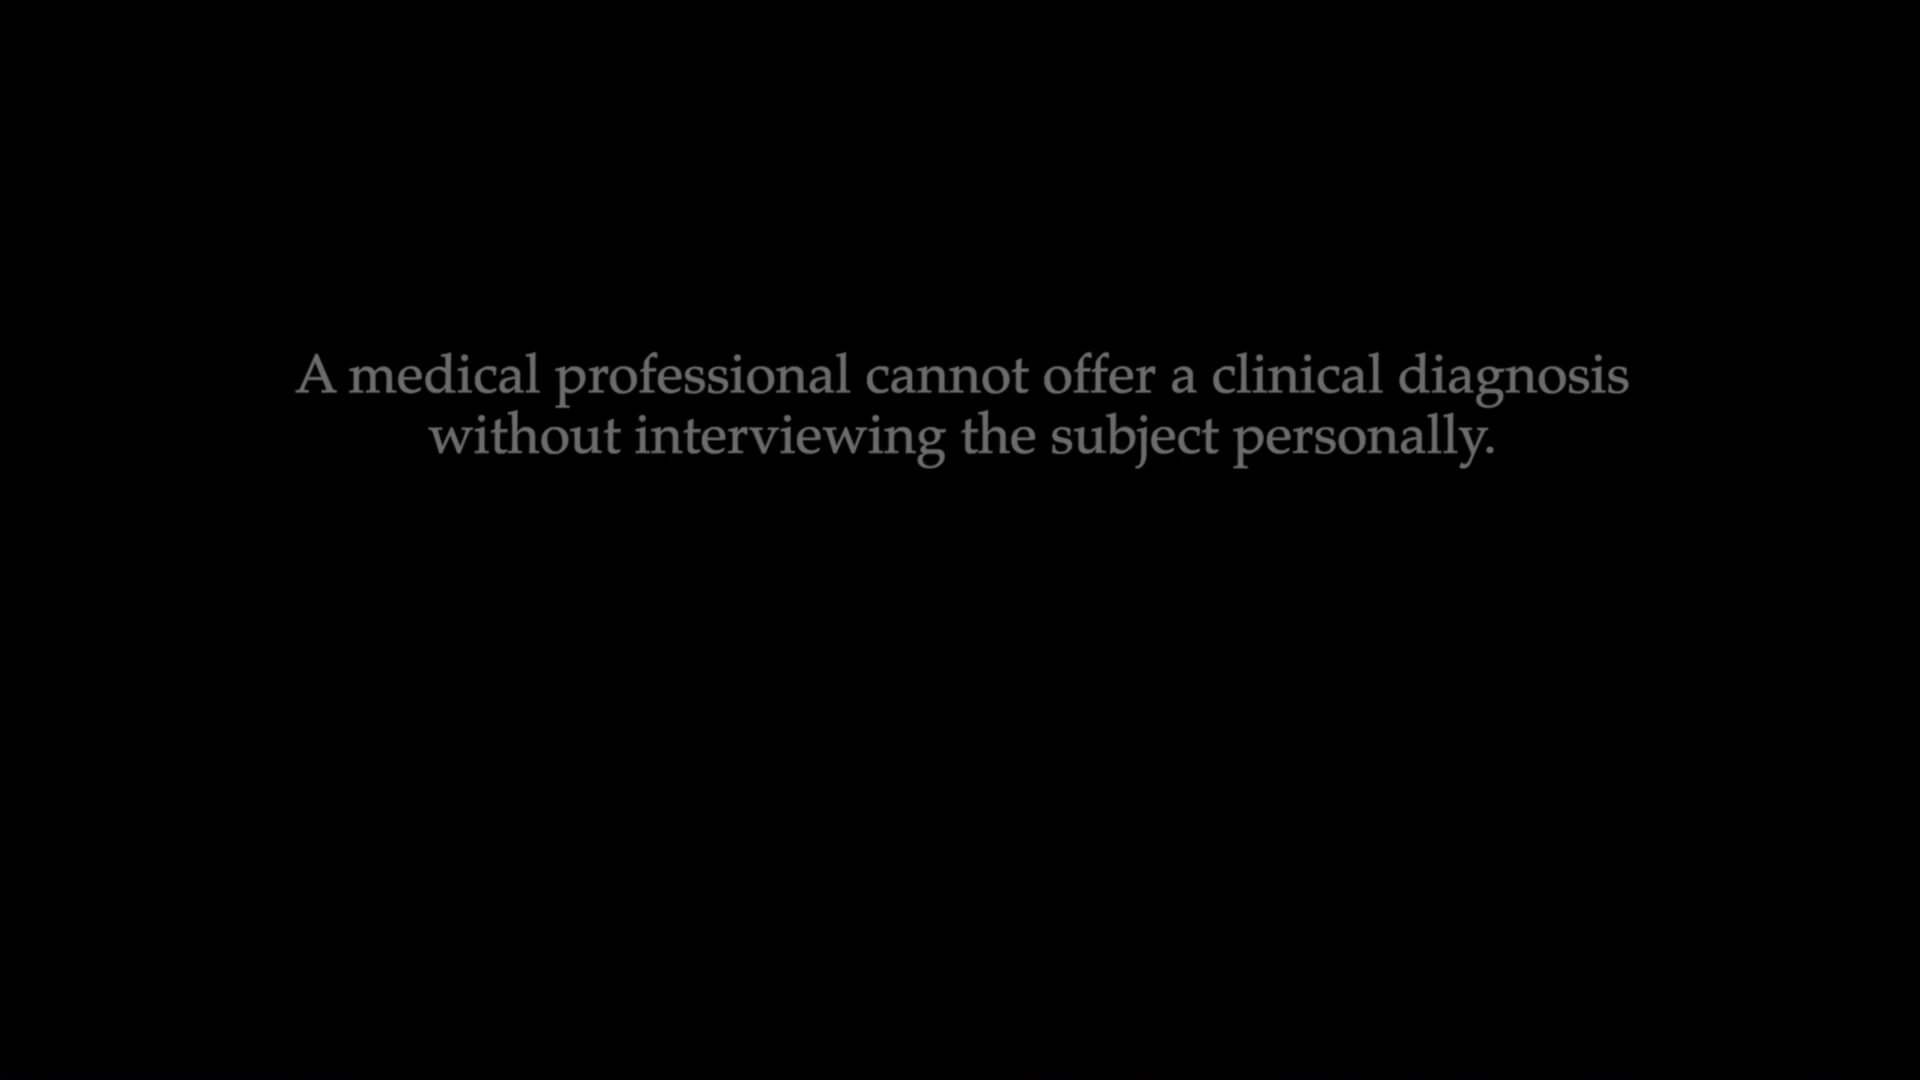 A medical professional cannot offer a clinical diagnosis
without interviewing the subject personally.